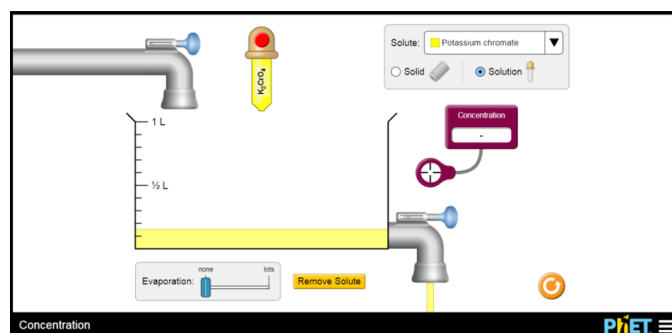 Solute: Potassium chromate
Solid Solution
K₂CrO₄
Concentration
-
1 L
½ L
none lots
Evaporation:
Remove Solute
Concentration
PhET